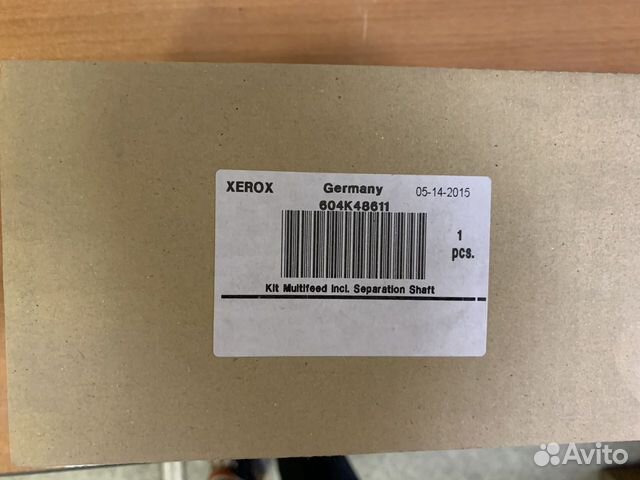 XEROX Germany 05-14-2015
604K48611
1
pcs.
Kit Multifeed incl. Separation Shaft
Avito